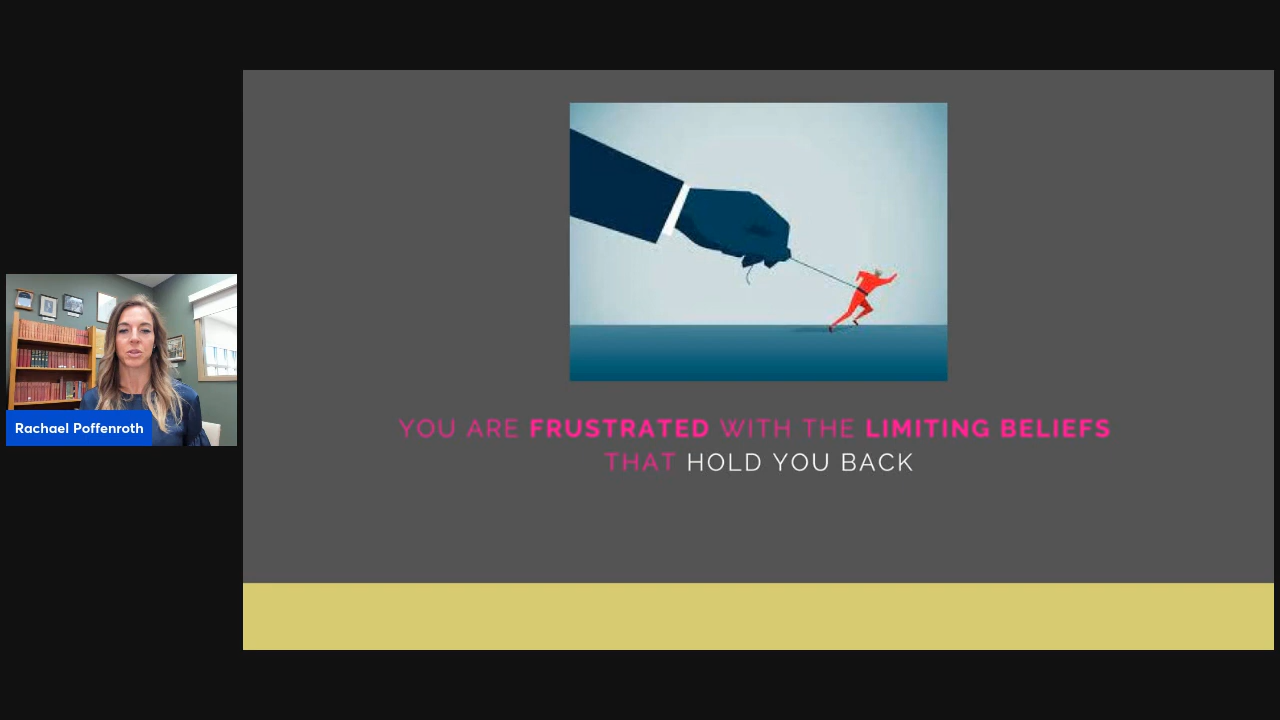 YOU ARE FRUSTRATED WITH THE LIMITING BELIEFS
THAT HOLD YOU BACK
Rachael Poffenroth